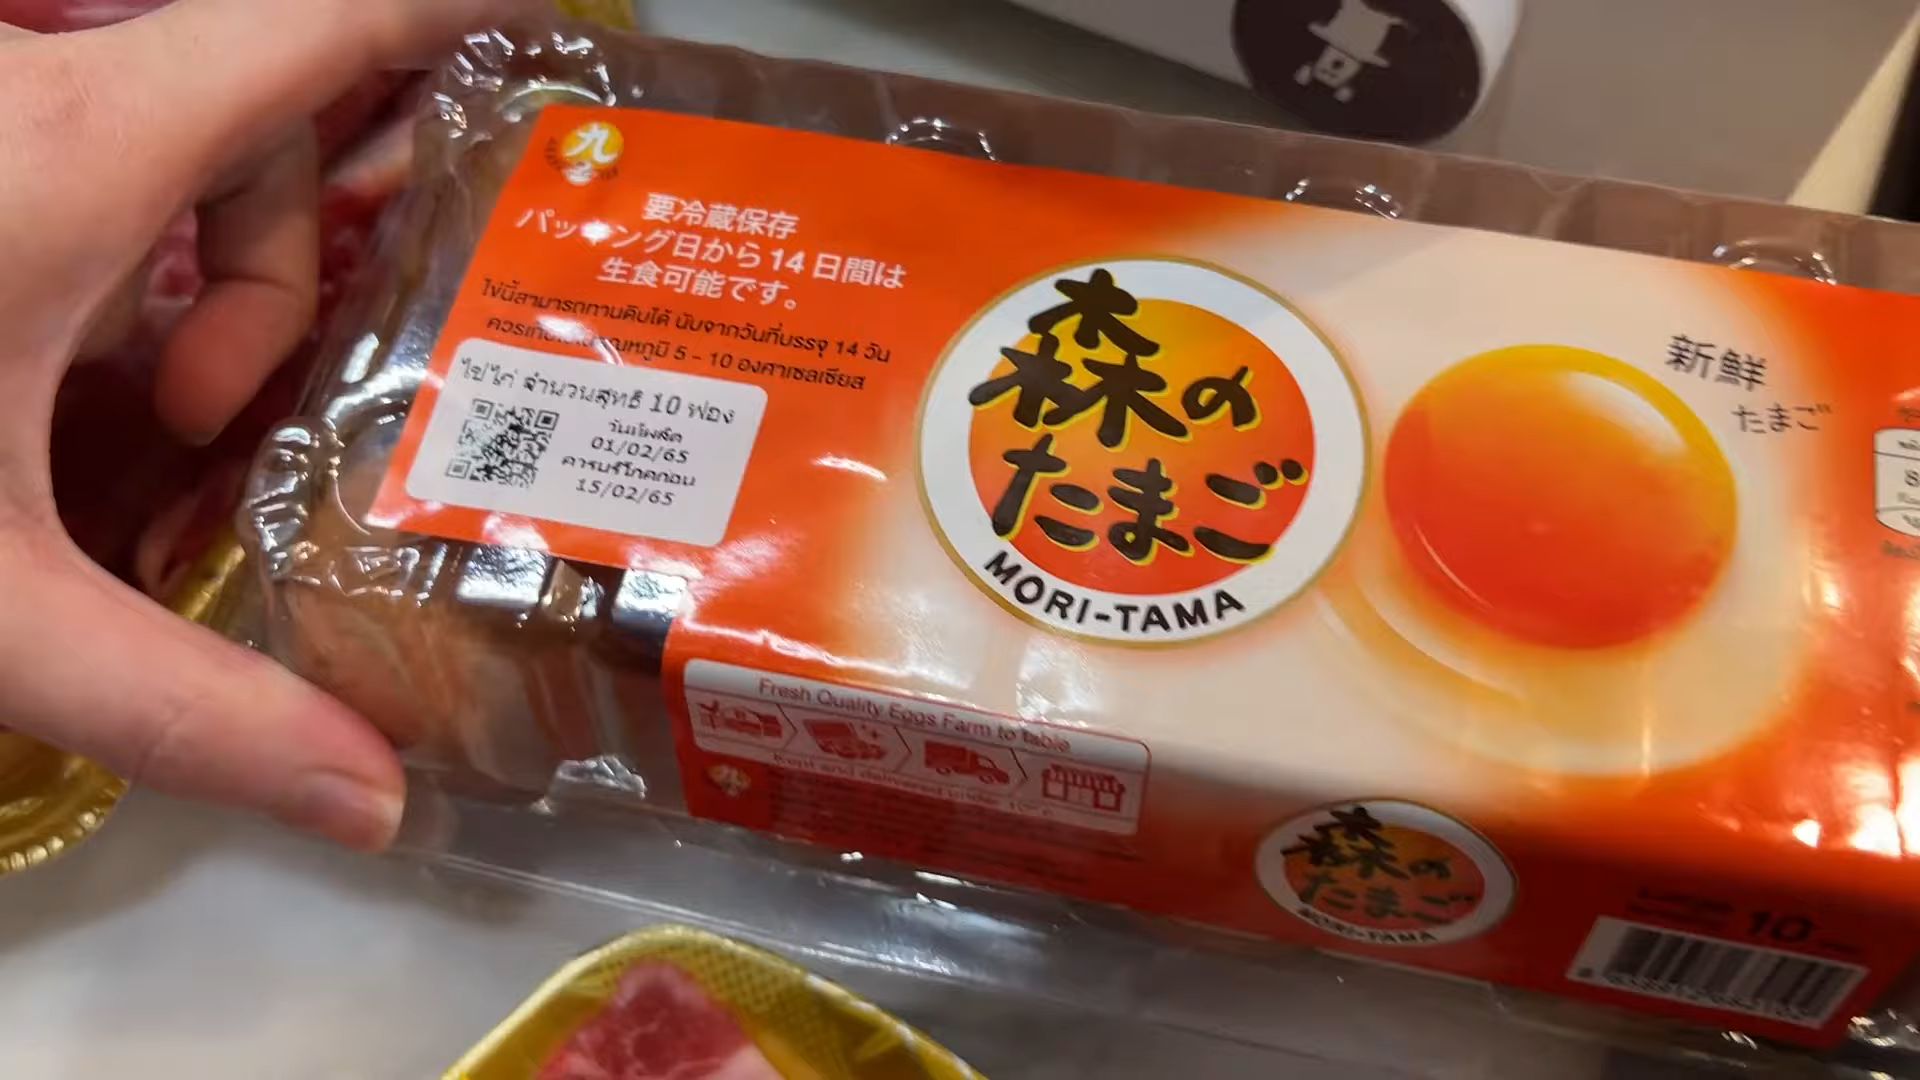 九
要冷蔵保存
パッキング日から14日間は
生食可能です。
ไข่นี้สามารถทานดิบได้ นับจากวันที่บรรจุ 14 วัน
5 - 10 องศาเซลเซียส
ไข่ไก่ จำนวนสุทธิ 10 ฟอง
01/02/65
ควรบริโภคก่อน
15/02/65
森の
たまご
MORI-TAMA
新鮮
たまご
Fresh Quality Eggs Farm to table
Kept and delivered under
森の
たまご
MORI-TAMA
10